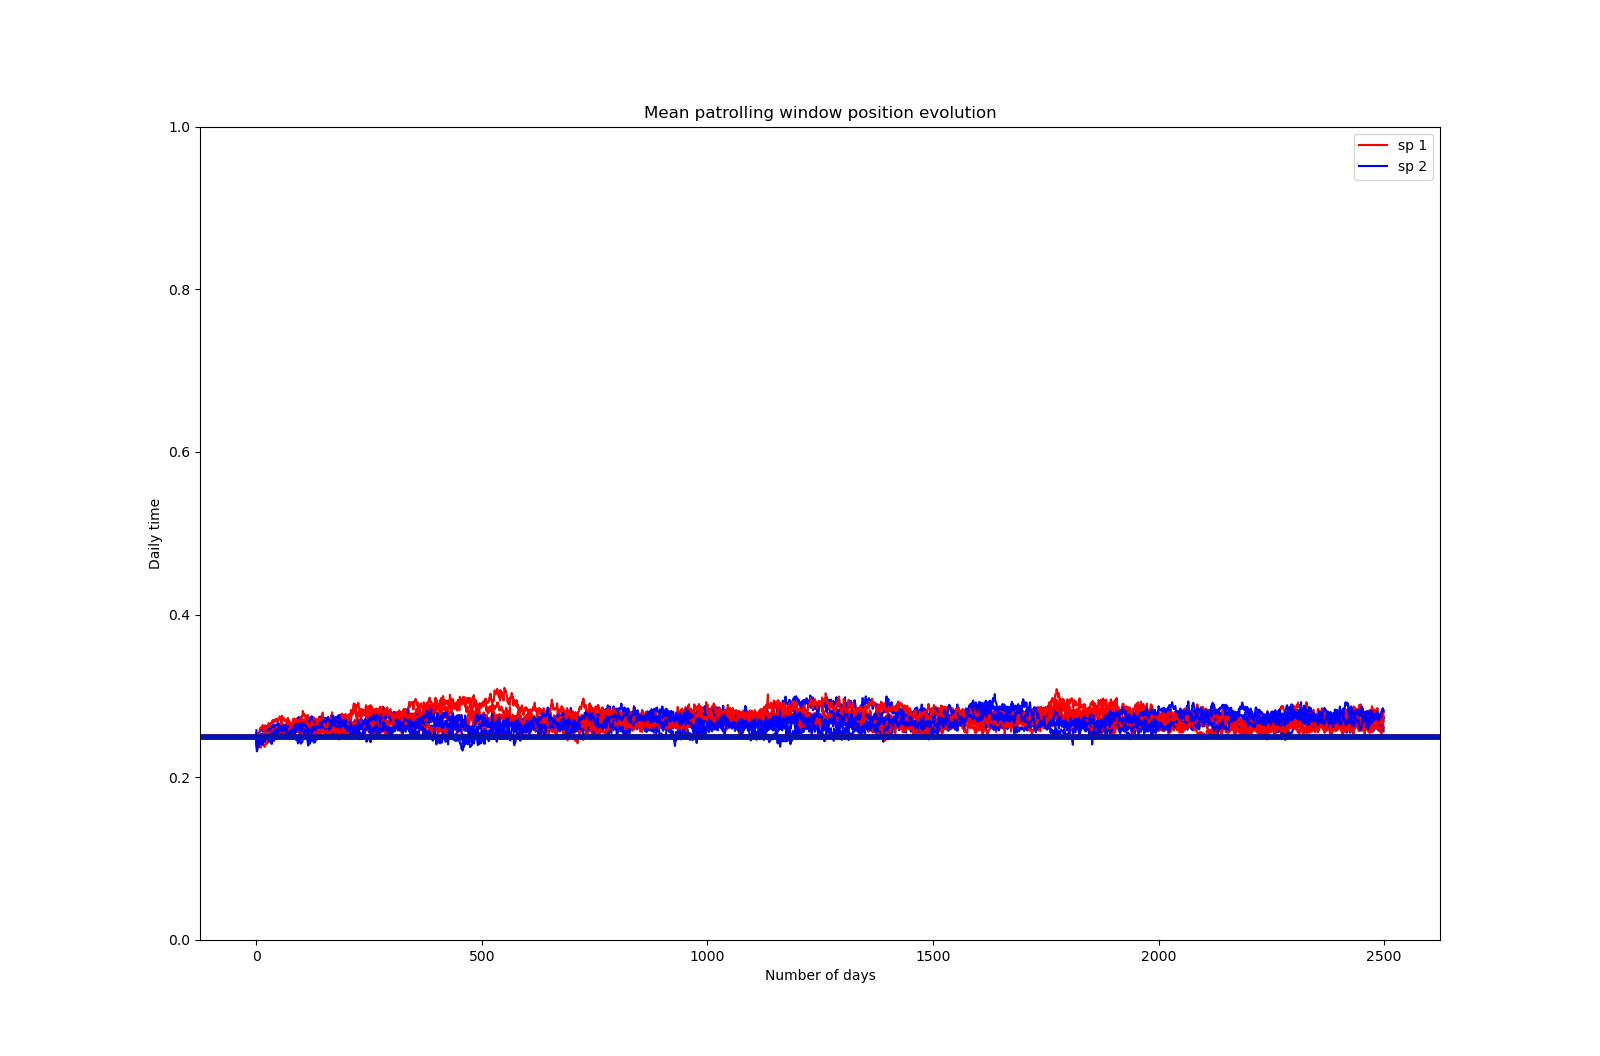 Mean patrolling window position evolution
1.0
0.8
0.6
0.4
0.2
0.0
Daily time
sp 1
sp 2
0 500 1000 1500 2000 2500
Number of days